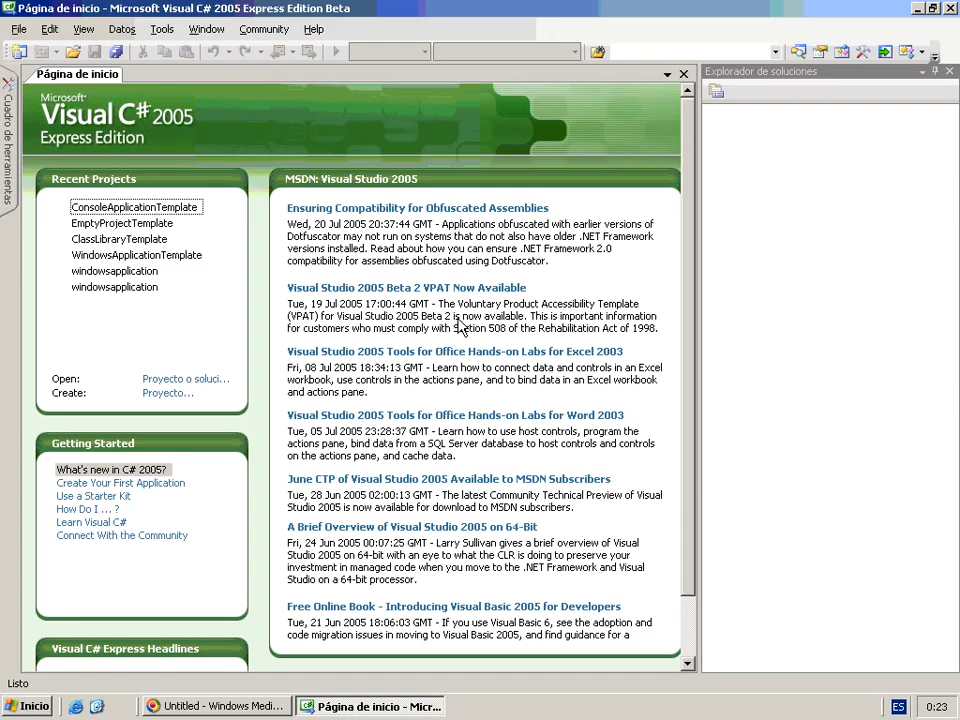 Página de inicio - Microsoft Visual C# 2005 Express Edition Beta
File Edit View Datos Tools Window Community Help
Página de inicio
Explorador de soluciones
Cuadro de herramientas
Microsoft®
Visual C# 2005
Express Edition
Recent Projects
ConsoleApplicationTemplate
EmptyProjectTemplate
ClassLibraryTemplate
WindowsApplicationTemplate
windowsapplication
windowsapplication
Open: Proyecto o soluci...
Create: Proyecto...
Getting Started
What's new in C# 2005?
Create Your First Application
Use a Starter Kit
How Do I ... ?
Learn Visual C#
Connect With the Community
Visual C# Express Headlines
MSDN: Visual Studio 2005
Ensuring Compatibility for Obfuscated Assemblies
Wed, 20 Jul 2005 20:37:44 GMT - Applications obfuscated with earlier versions of
Dotfuscator may not run on systems that do not also have older .NET Framework
versions installed. Read about how you can ensure .NET Framework 2.0
compatibility for assemblies obfuscated using Dotfuscator.
Visual Studio 2005 Beta 2 VPAT Now Available
Tue, 19 Jul 2005 17:00:44 GMT - The Voluntary Product Accessibility Template
(VPAT) for Visual Studio 2005 Beta 2 is now available. This is important information
for customers who must comply with Section 508 of the Rehabilitation Act of 1998.
Visual Studio 2005 Tools for Office Hands-on Labs for Excel 2003
Fri, 08 Jul 2005 18:34:13 GMT - Learn how to connect data and controls in an Excel
workbook, use controls in the actions pane, and to bind data in an Excel workbook
and actions pane.
Visual Studio 2005 Tools for Office Hands-on Labs for Word 2003
Tue, 05 Jul 2005 23:28:37 GMT - Learn how to use host controls, program the
actions pane, bind data from a SQL Server database to host controls and controls
on the actions pane, and cache data.
June CTP of Visual Studio 2005 Available to MSDN Subscribers
Tue, 28 Jun 2005 02:00:13 GMT - The latest Community Technical Preview of Visual
Studio 2005 is now available for download to MSDN subscribers.
A Brief Overview of Visual Studio 2005 on 64-Bit
Fri, 24 Jun 2005 00:07:25 GMT - Larry Sullivan gives a brief overview of Visual
Studio 2005 on 64-bit with an eye to what the CLR is doing to preserve your
investment in managed code when you move to the .NET Framework and Visual
Studio on a 64-bit processor.
Free Online Book - Introducing Visual Basic 2005 for Developers
Tue, 21 Jun 2005 18:06:03 GMT - If you use Visual Basic 6, see the adoption and
code migration issues in moving to Visual Basic 2005, and find guidance for a
Listo
Inicio Untitled - Windows Medi... Página de inicio - Micr... ES 0:23